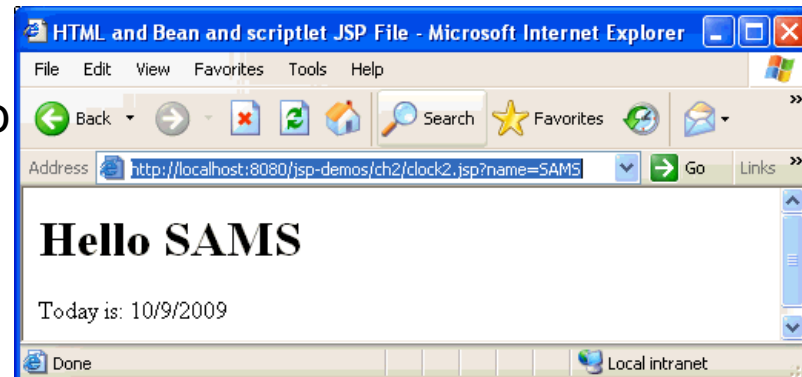 HTML and Bean and scriptlet JSP File - Microsoft Internet Explorer
File Edit View Favorites Tools Help
Back Search Favorites
Address http://localhost:8080/jsp-demos/ch2/clock2.jsp?name=SAMS Go Links »
Hello SAMS
Today is: 10/9/2009
Done Local intranet